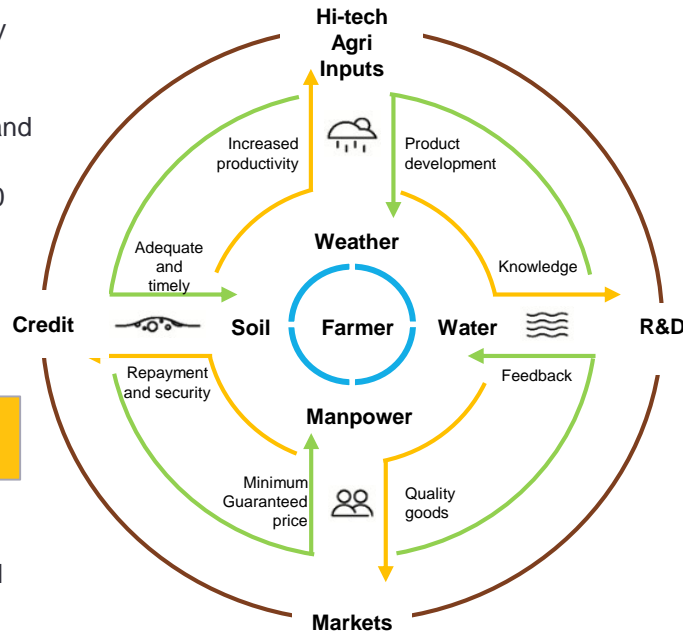 Hi-tech
Agri
Inputs
and
Increased
productivity
Product
development
Weather
Adequate
and
timely
Knowledge
Credit
Soil
Farmer
Water
R&D
Repayment
and security
Feedback
Manpower
Minimum
Guaranteed
price
Quality
goods
Markets